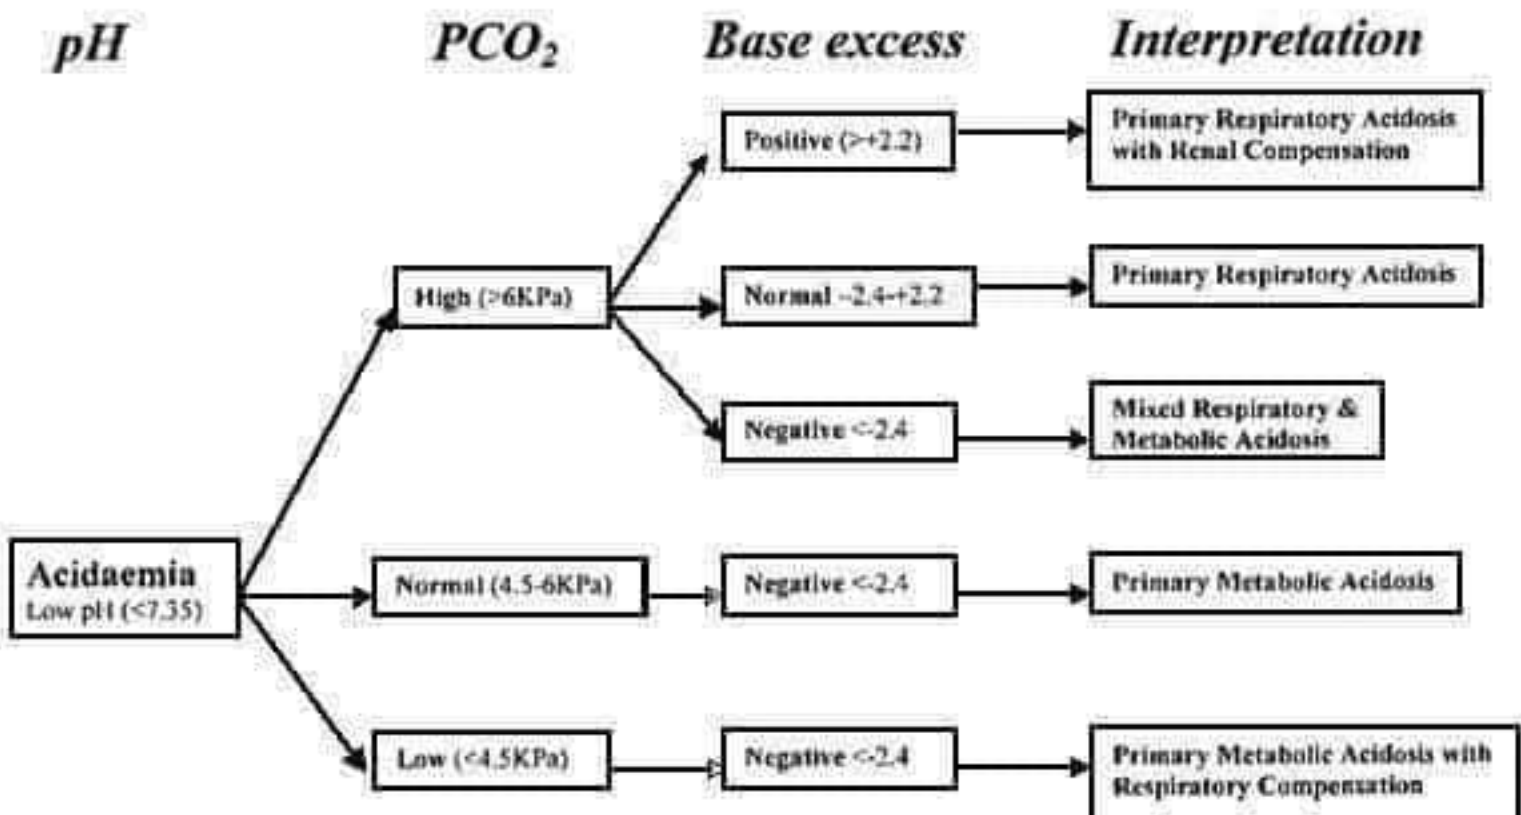 pH PCO₂ Base excess Interpretation
Positive (>+2.2)
Primary Respiratory Acidosis
with Renal Compensation
High (>6KPa)
Normal -2.4-+2.2
Primary Respiratory Acidosis
Negative <-2.4
Mixed Respiratory &
Metabolic Acidosis
Acidaemia
Low pH (<7.35)
Normal (4.5-6KPa)
Negative <-2.4
Primary Metabolic Acidosis
Low (<4.5KPa)
Negative <-2.4
Primary Metabolic Acidosis with
Respiratory Compensation